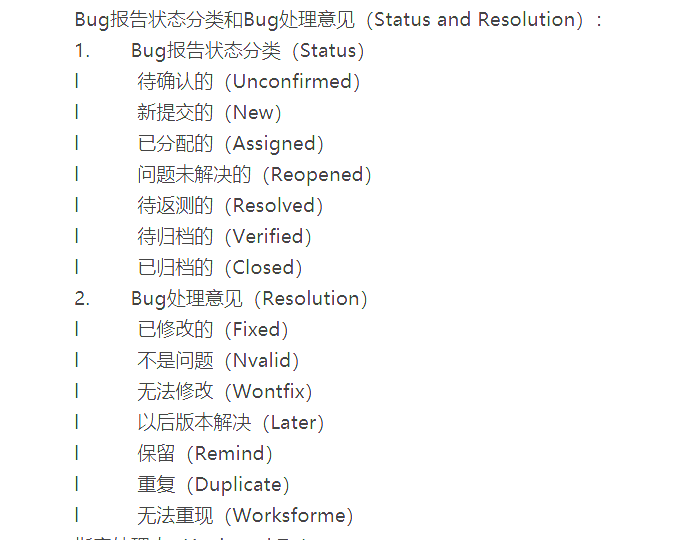 Bug报告状态分类和Bug处理意见（Status and Resolution）：
1. Bug报告状态分类（Status）
l 待确认的（Unconfirmed）
l 新提交的（New）
l 已分配的（Assigned）
l 问题未解决的（Reopened）
l 待返测的（Resolved）
l 待归档的（Verified）
l 已归档的（Closed）
2. Bug处理意见（Resolution）
l 已修改的（Fixed）
l 不是问题（Nvalid）
l 无法修改（Wontfix）
l 以后版本解决（Later）
l 保留（Remind）
l 重复（Duplicate）
l 无法重现（Worksforme）